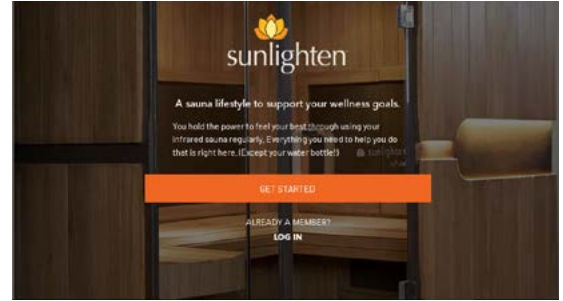 sunlighten
A sauna lifestyle to support your wellness goals.
You hold the power to feel your best through using your
infrared sauna regularly. Everything you need to help you do
that is right here. (Except your water bottle!)
sunlighten
GET STARTED
ALREADY A MEMBER?
LOG IN